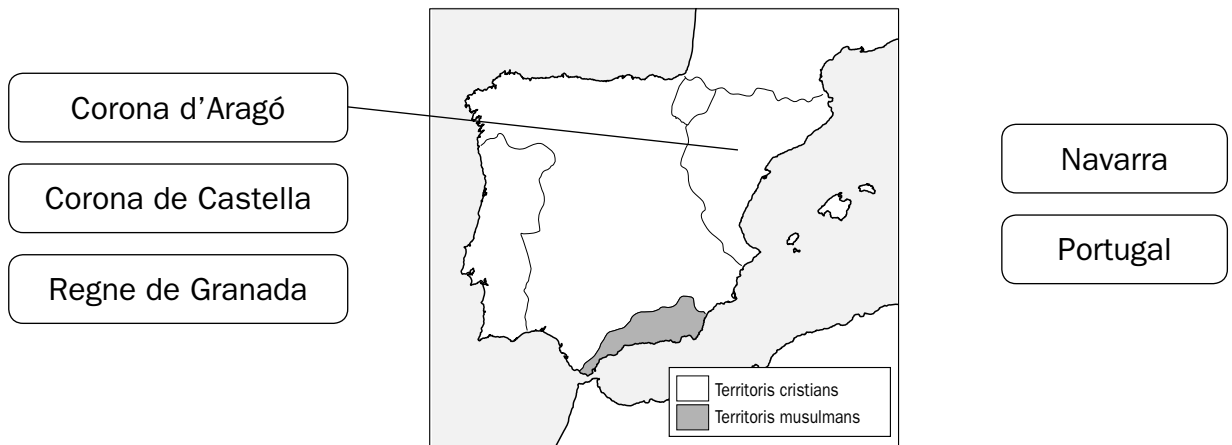 Corona d'Aragó
Corona de Castella
Regne de Granada
Navarra
Portugal
Territoris cristians
Territoris musulmans